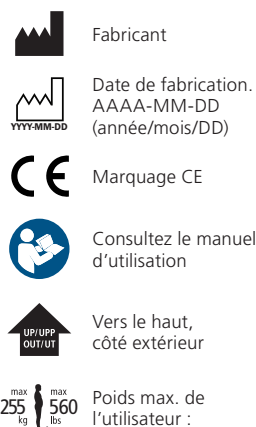 Fabricant
YYYY-MM-DD
Date de fabrication.
AAAA-MM-DD
(année/mois/DD)
CE
Marquage CE
Consultez le manuel
d'utilisation
UP/UPP
OUT/UT
Vers le haut,
côté extérieur
max
255
kg
max
560
lbs
Poids max. de
l'utilisateur :